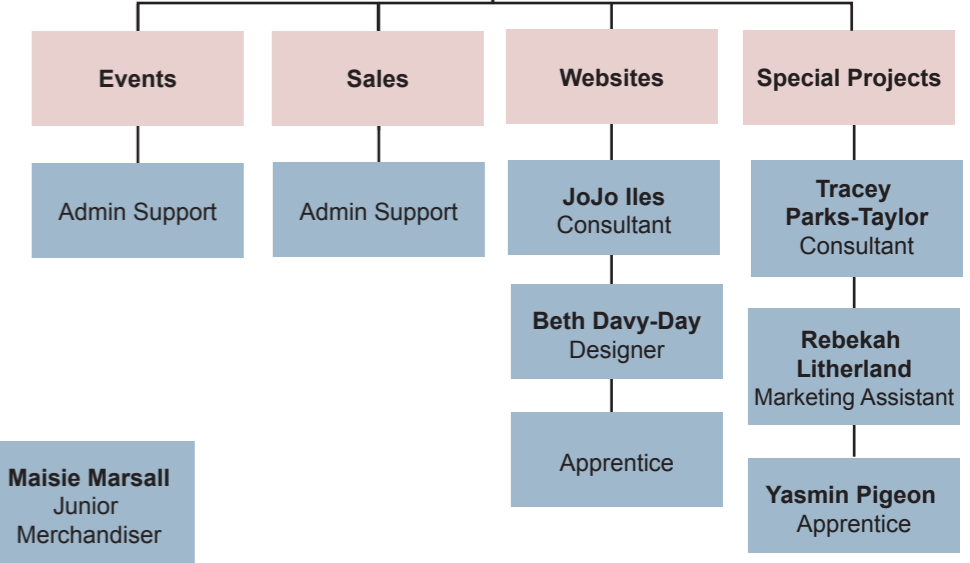 Events
Sales
Websites
Special Projects
Admin Support
Admin Support
JoJo Iles
Consultant
Tracey
Parks-Taylor
Consultant
Beth Davy-Day
Designer
Rebekah
Litherland
Marketing Assistant
Apprentice
Yasmin Pigeon
Apprentice
Maisie Marsall
Junior
Merchandiser